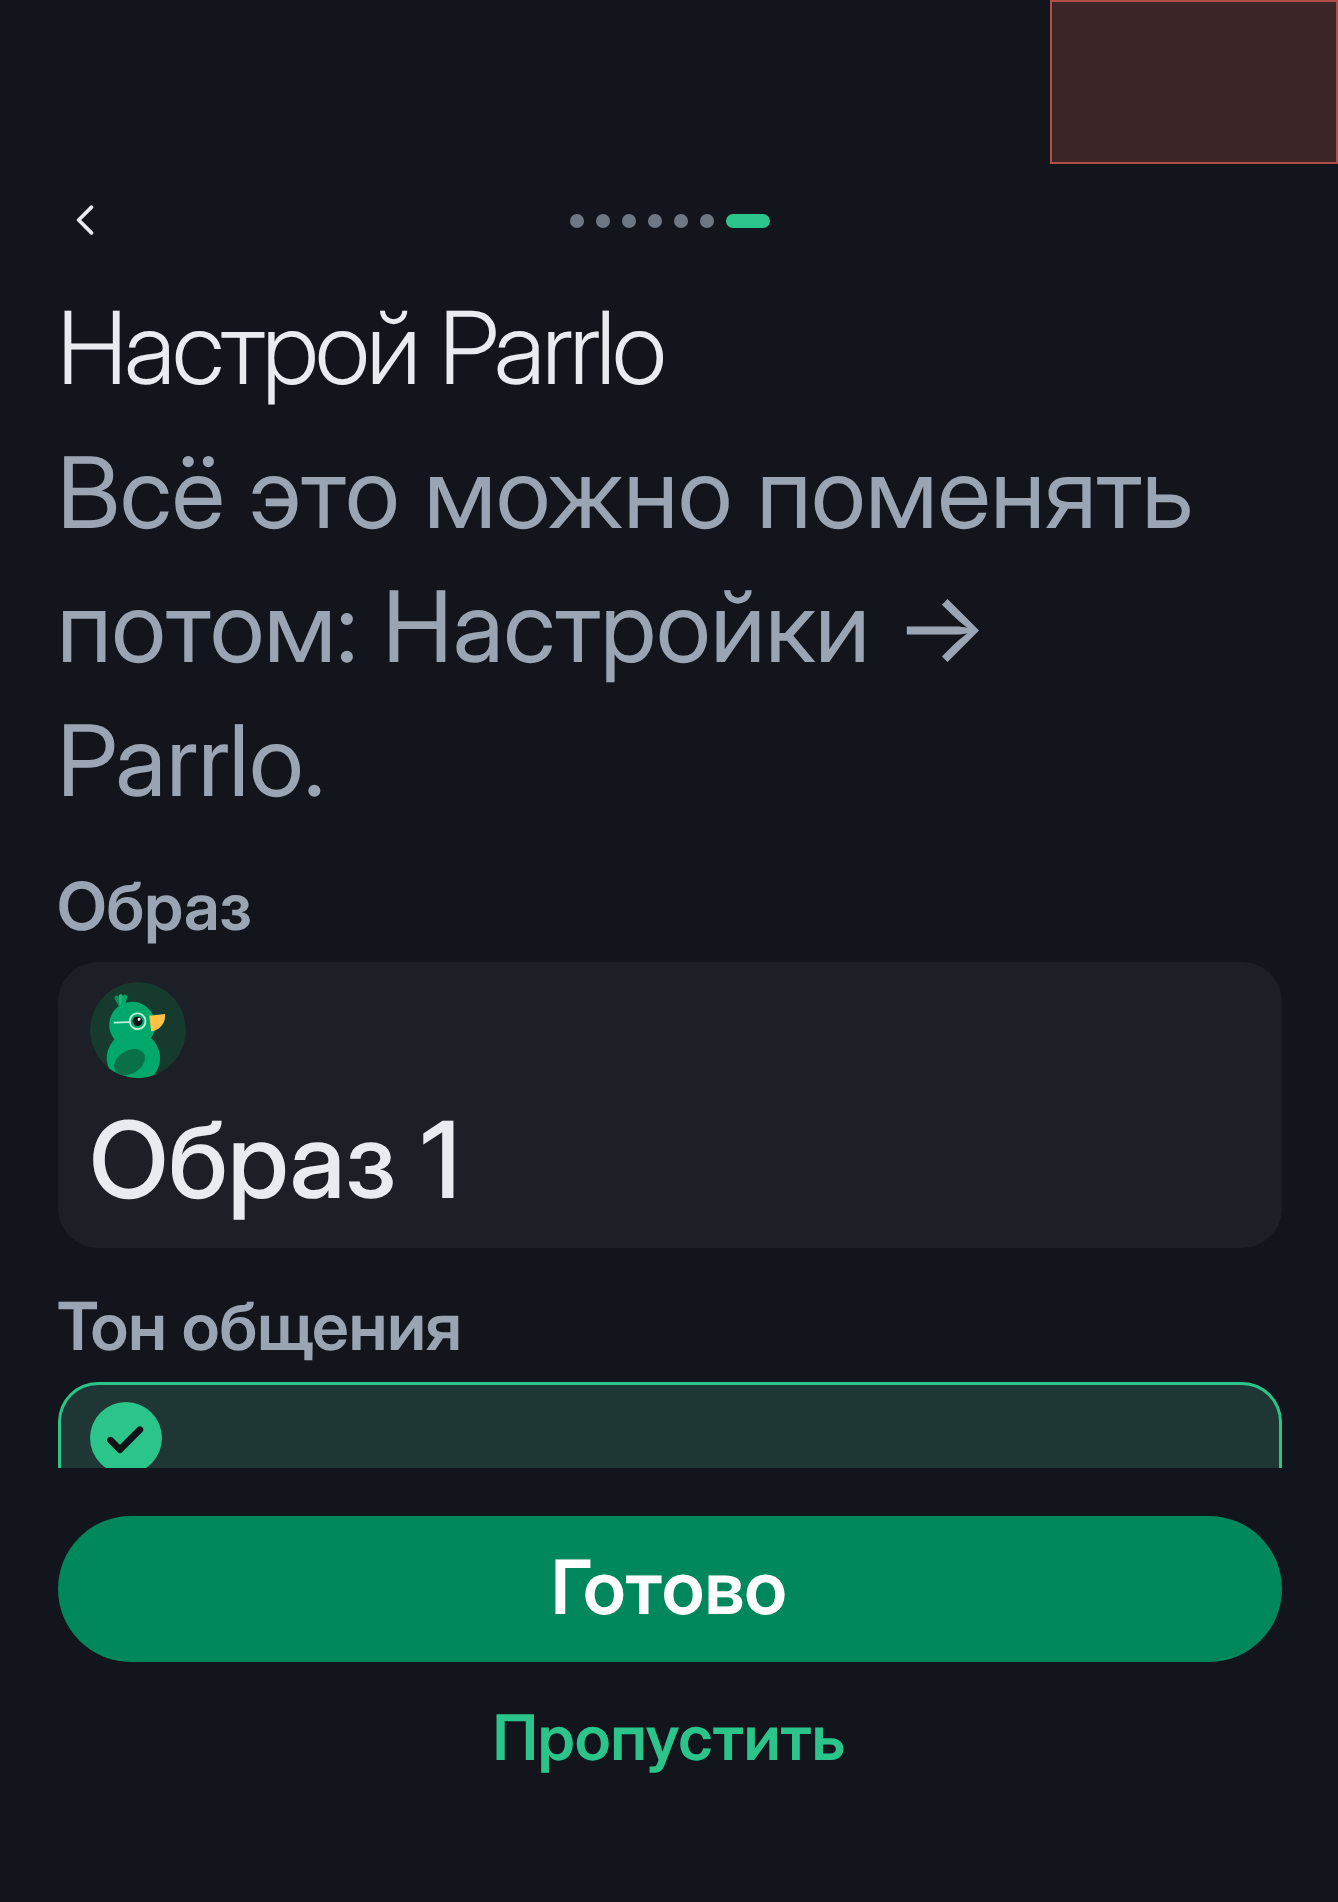 Настрой Parrlo
Всё это можно поменять
потом: Настройки →
Parrlo.
Образ
Образ 1
Тон общения
Готово
Пропустить